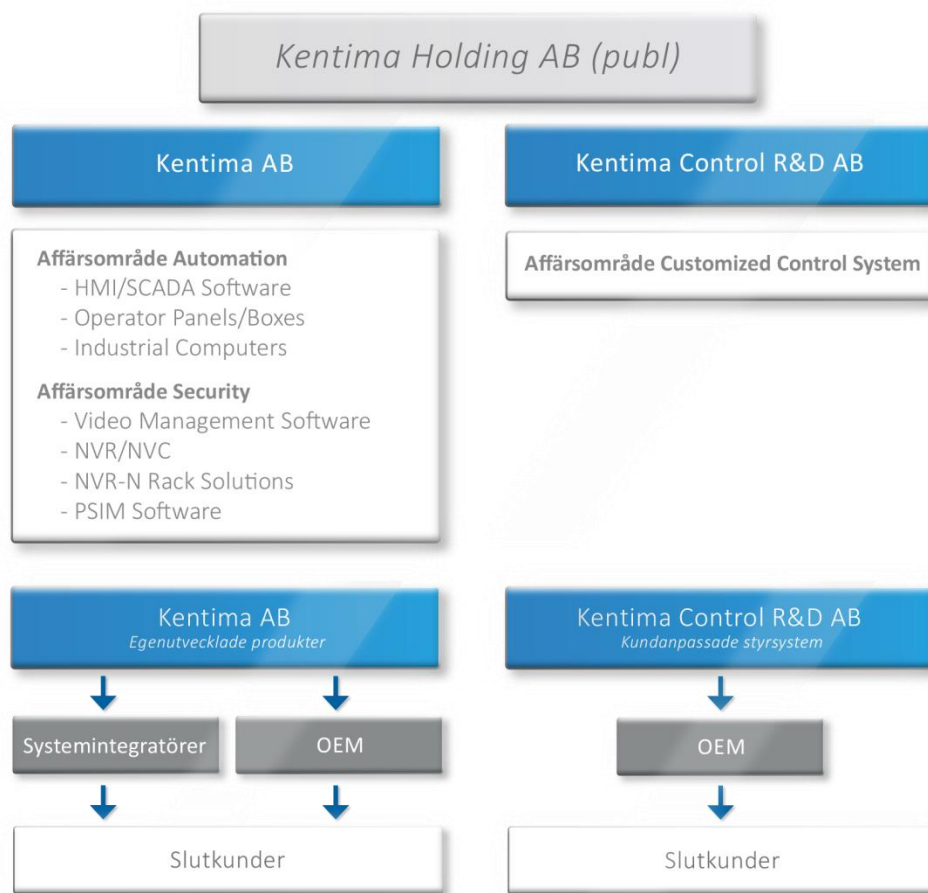 Kentima Holding AB (publ)
Kentima AB
Affärsområde Automation
- HMI/SCADA Software
- Operator Panels/Boxes
- Industrial Computers
Affärsområde Security
- Video Management Software
- NVR/NVC
- NVR-N Rack Solutions
- PSIM Software
Kentima Control R&D AB
Affärsområde Customized Control System
Kentima AB
Egenutvecklade produkter
Systemintegratörer
OEM
Slutkunder
Kentima Control R&D AB
Kundanpassade styrsystem
OEM
Slutkunder